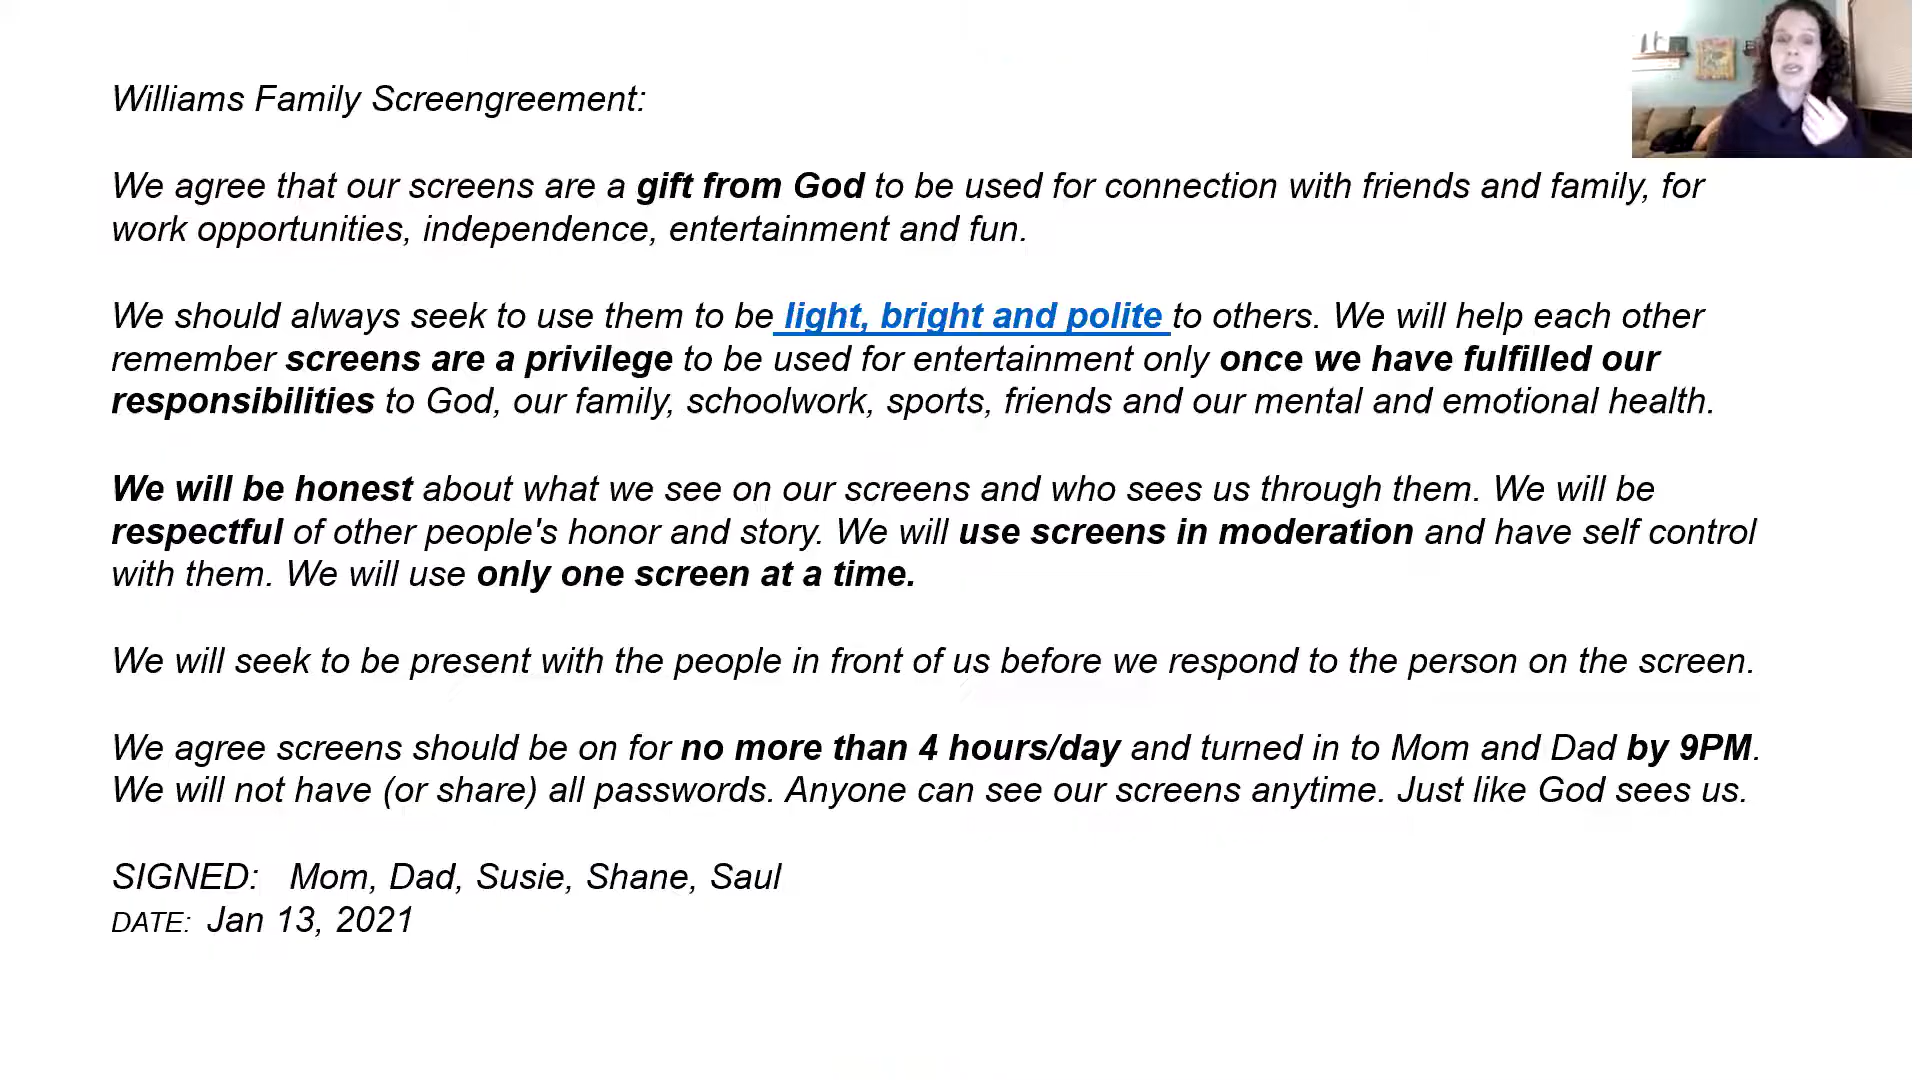 Williams Family Screengreement:
We agree that our screens are a gift from God to be used for connection with friends and family, for
work opportunities, independence, entertainment and fun.
We should always seek to use them to be light, bright and polite to others. We will help each other
remember screens are a privilege to be used for entertainment only once we have fulfilled our
responsibilities to God, our family, schoolwork, sports, friends and our mental and emotional health.
We will be honest about what we see on our screens and who sees us through them. We will be
respectful of other people's honor and story. We will use screens in moderation and have self control
with them. We will use only one screen at a time.
We will seek to be present with the people in front of us before we respond to the person on the screen.
We agree screens should be on for no more than 4 hours/day and turned in to Mom and Dad by 9PM.
We will not have (or share) all passwords. Anyone can see our screens anytime. Just like God sees us.
SIGNED: Mom, Dad, Susie, Shane, Saul
DATE: Jan 13, 2021